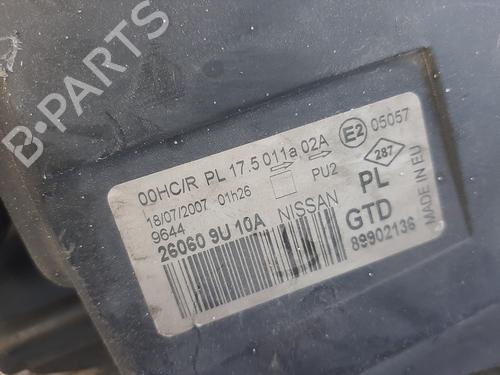 B-PARTS
00HC/R PL 17.5 011a 02A E2 05057
18/07/2007 01h26 PU2 287
9644 PL
26060 9U 10A NISSAN GTD
89902136
MADE IN EU